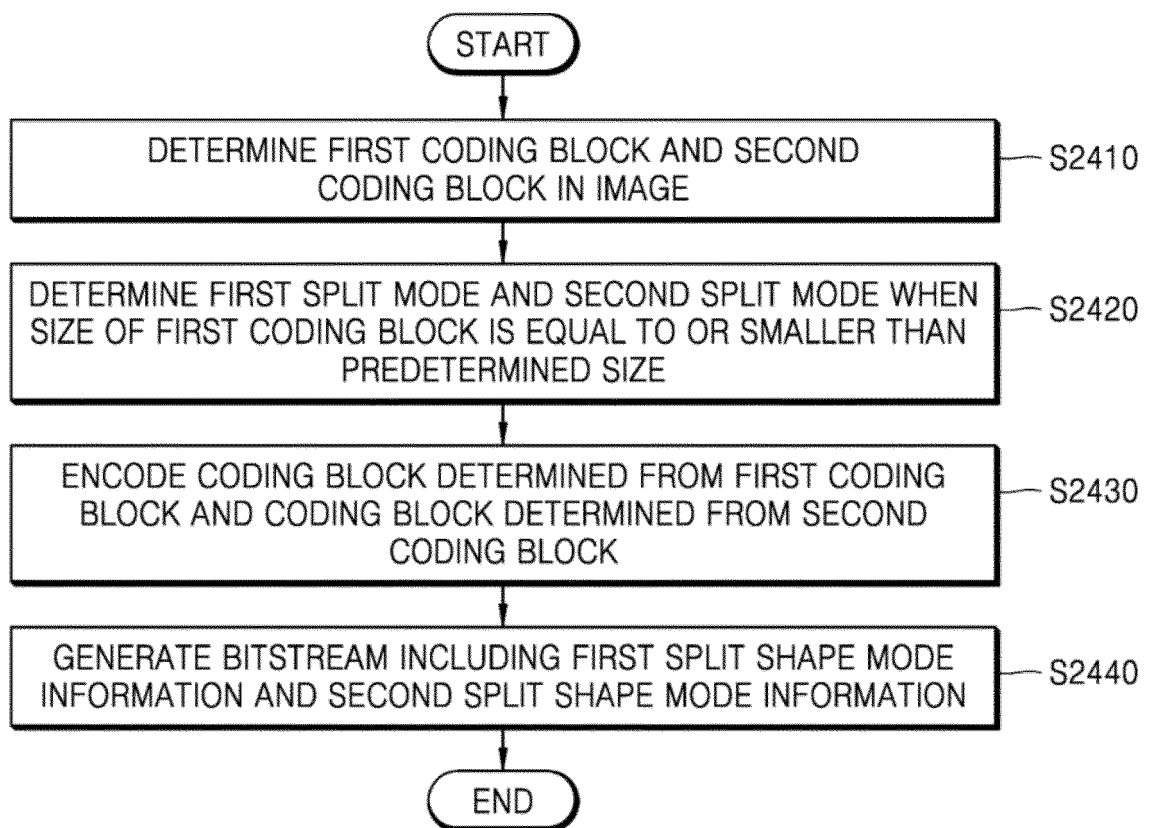 START
DETERMINE FIRST CODING BLOCK AND SECOND
CODING BLOCK IN IMAGE
S2410
DETERMINE FIRST SPLIT MODE AND SECOND SPLIT MODE WHEN
SIZE OF FIRST CODING BLOCK IS EQUAL TO OR SMALLER THAN
PREDETERMINED SIZE
S2420
ENCODE CODING BLOCK DETERMINED FROM FIRST CODING
BLOCK AND CODING BLOCK DETERMINED FROM SECOND
CODING BLOCK
S2430
GENERATE BITSTREAM INCLUDING FIRST SPLIT SHAPE MODE
INFORMATION AND SECOND SPLIT SHAPE MODE INFORMATION
S2440
END